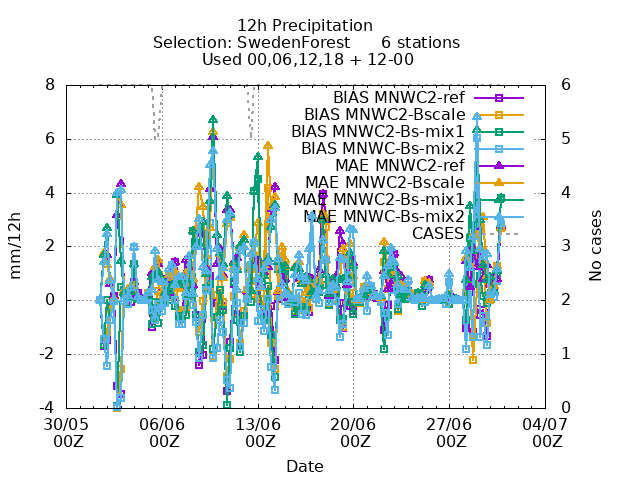 12h Precipitation
Selection: SwedenForest 6 stations
Used 00,06,12,18 + 12-00
8 6
BIAS MNWC2-ref
BIAS MNWC2-Bscale
6 5
BIAS MNWC2-Bs-mix1
BIAS MNWC-Bs-mix2
MAE MNWC2-ref
MAE MNWC2-Bscale
4 4
MAE MNWC2-Bs-mix1
MAE MNWC-Bs-mix2
CASES
2 3
0 2
-2 1
-4 0
mm/12h
No cases
30/05 06/06 13/06 20/06 27/06 04/07
00Z 00Z 00Z 00Z 00Z 00Z
Date